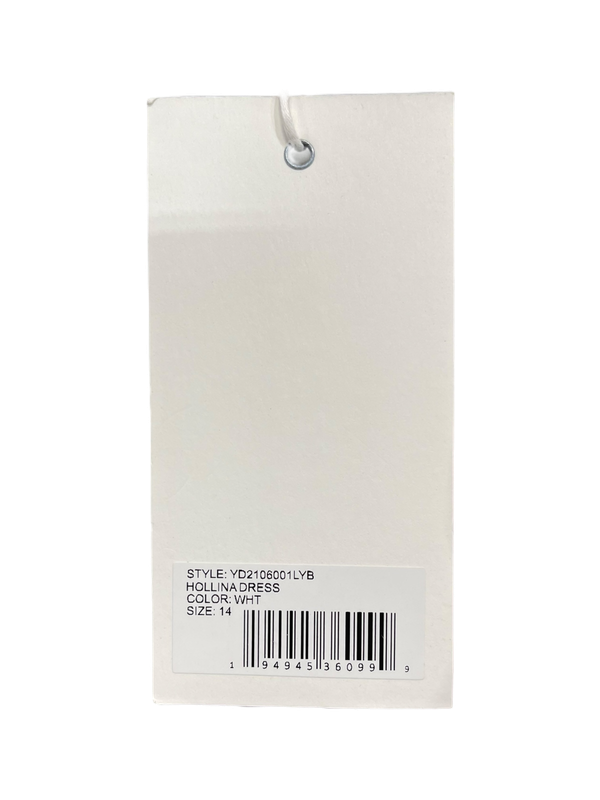 STYLE: YD2106001LYB
HOLLINA DRESS
COLOR: WHT
SIZE: 14
1 94945 36099 9